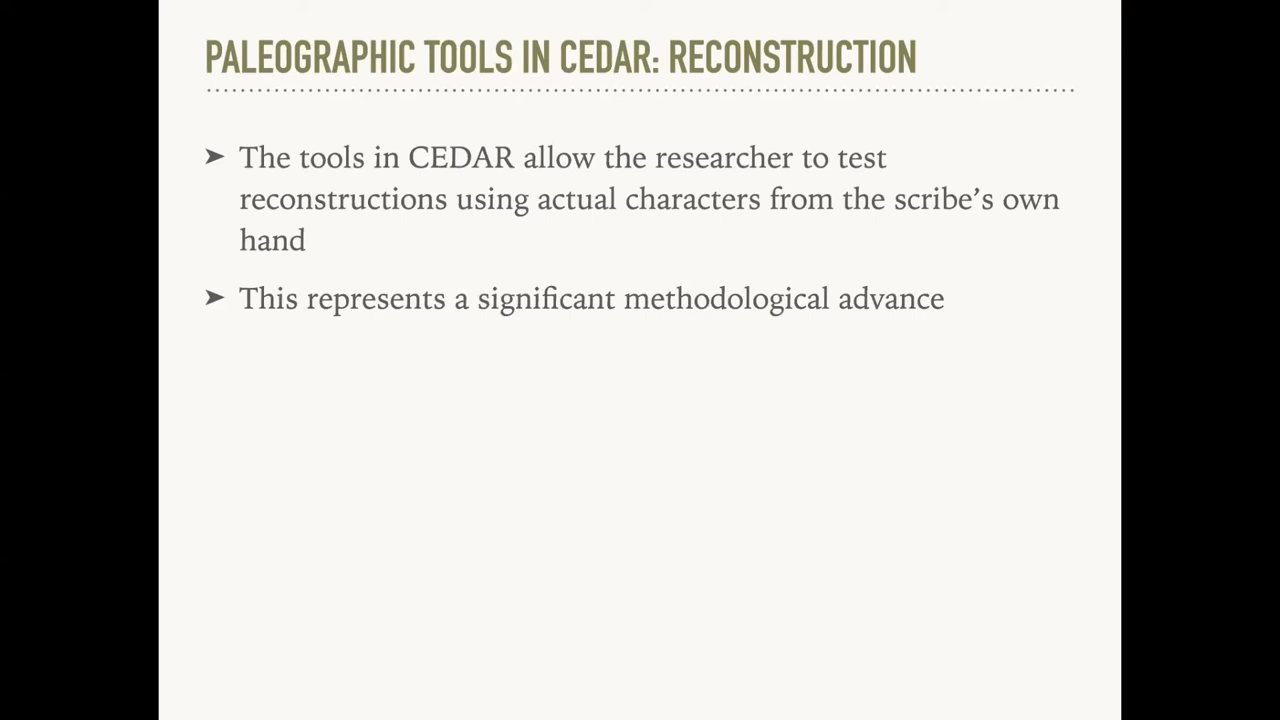 PALEOGRAPHIC TOOLS IN CEDAR: RECONSTRUCTION
➤ The tools in CEDAR allow the researcher to test
reconstructions using actual characters from the scribe’s own
hand
➤ This represents a significant methodological advance